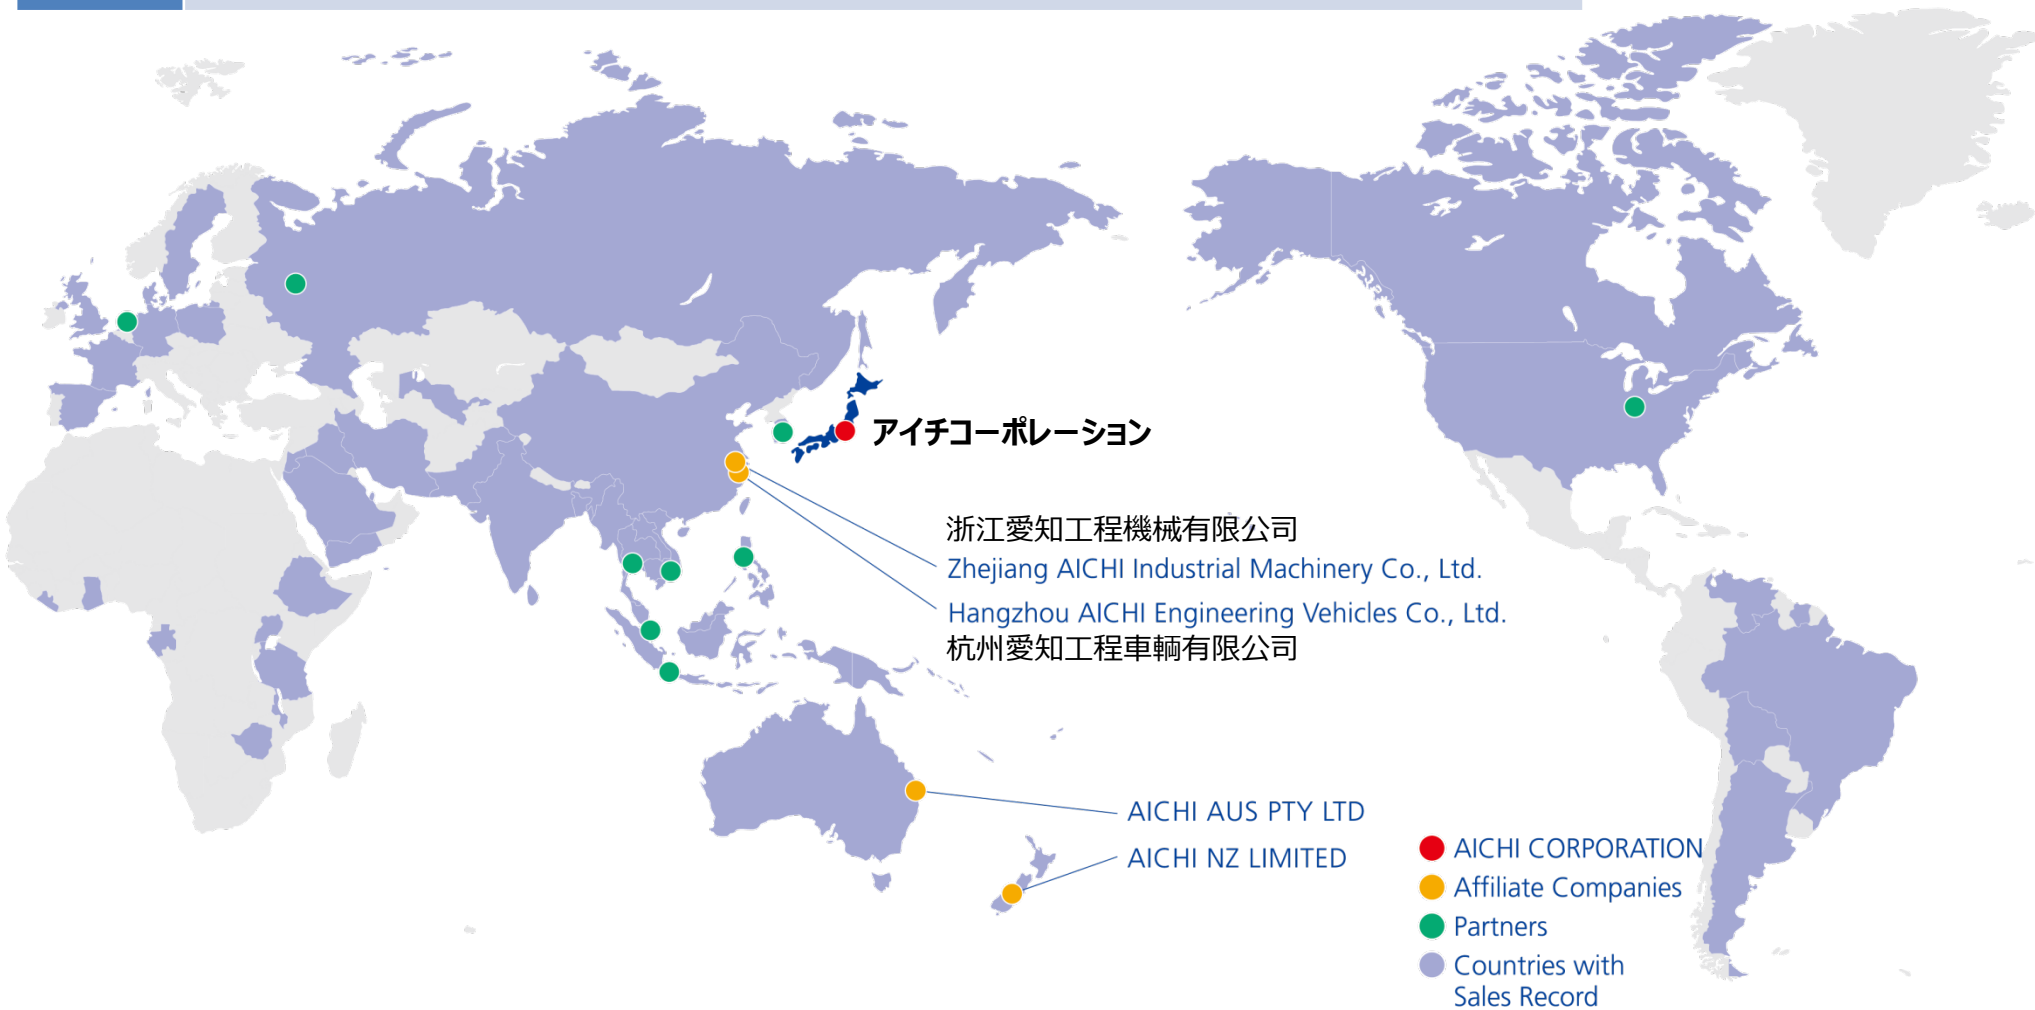 アイチコーポレーション
浙江愛知工程機械有限公司
Zhejiang AICHI Industrial Machinery Co., Ltd.
Hangzhou AICHI Engineering Vehicles Co., Ltd.
杭州愛知工程車輌有限公司
AICHI AUS PTY LTD
AICHI NZ LIMITED
AICHI CORPORATION
Affiliate Companies
Partners
Countries with
Sales Record